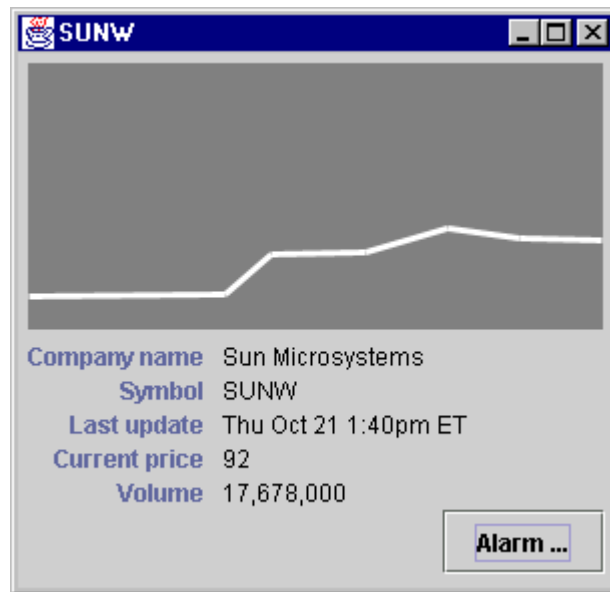 SUNW
Company name Sun Microsystems
Symbol SUNW
Last update Thu Oct 21 1:40pm ET
Current price 92
Volume 17,678,000
Alarm ...